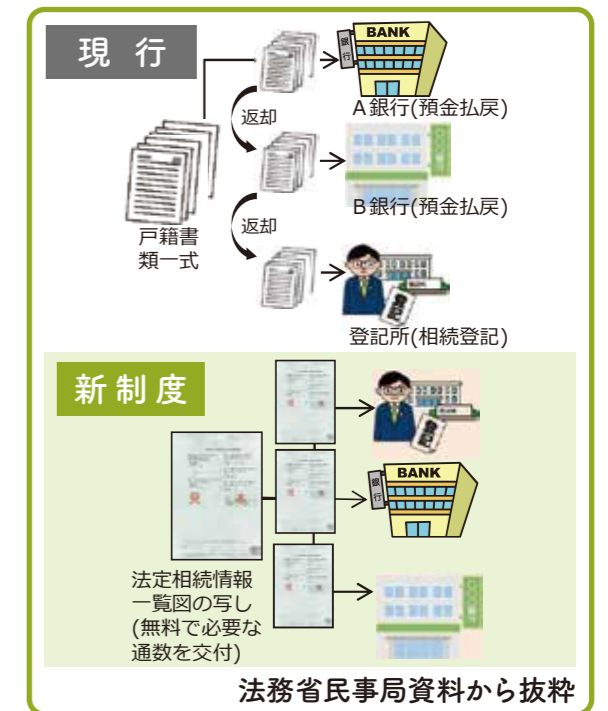 現 行
BANK
銀行
A銀行(預金払戻)
返却
B銀行(預金払戻)
返却
戸籍書
類一式
登記所(相続登記)
新制度
BANK
銀行
法定相続情報
一覧図の写し
(無料で必要な
通数を交付)
法務省民事局資料から抜粋